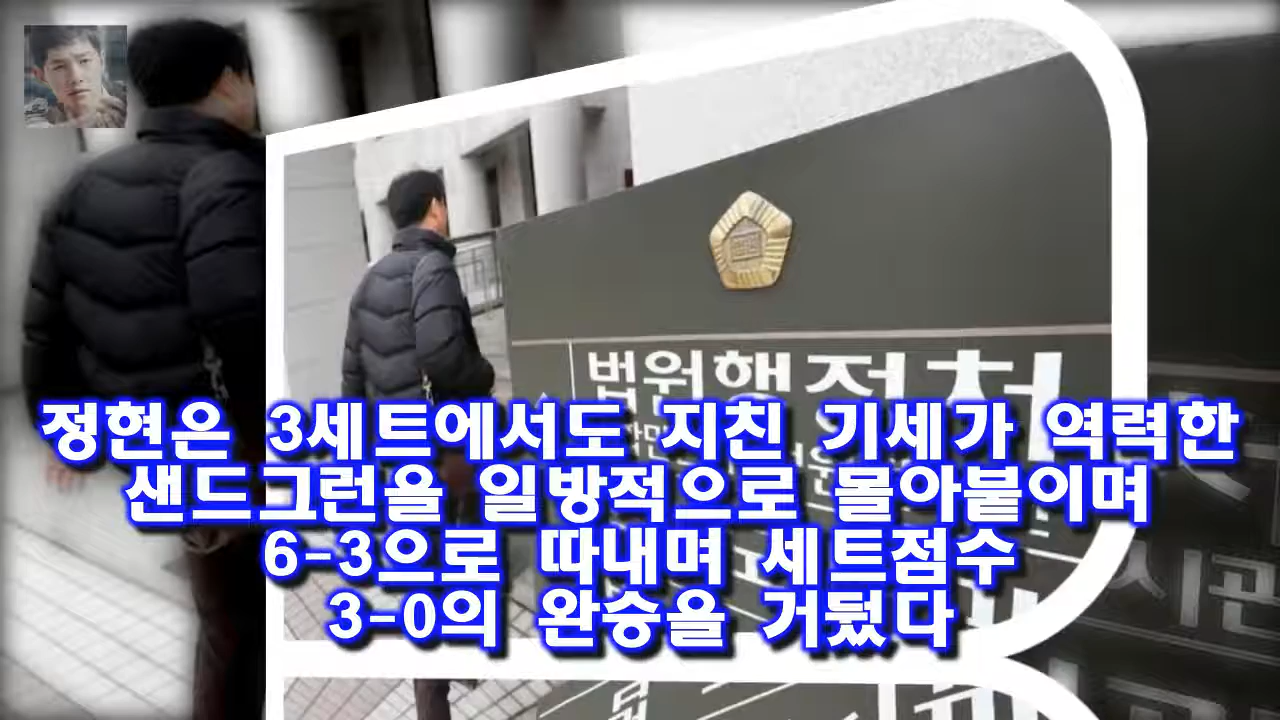 법원행정처
정현은 3세트에서도 지친 기세가 역력한
샌드그런을 일방적으로 몰아붙이며
6-3으로 따내며 세트점수
3-0의 완승을 거뒀다